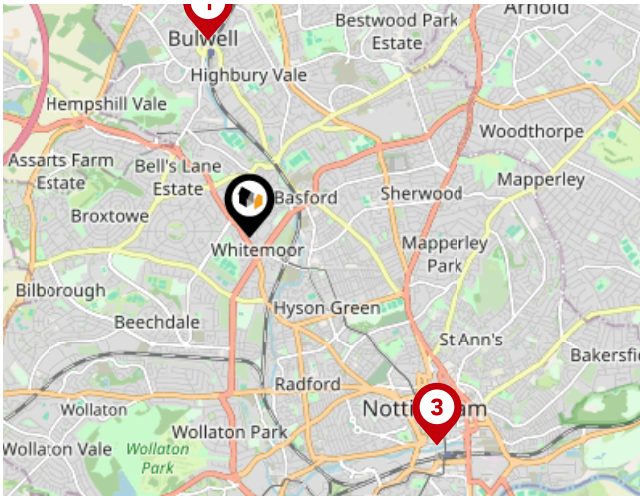 1
Arnold
Bestwood Park
Estate
Bulwell
Highbury Vale
Hempshill Vale
Woodthorpe
Assarts Farm
Estate
Bell's Lane
Estate
Mapperley
Basford
Sherwood
Broxtowe
Whitemoor
Mapperley
Park
Bilborough
Hyson Green
Beechdale
St Ann's
Radford
3
Wollaton
Wollaton Park
Wollaton Vale
Wollaton
Park